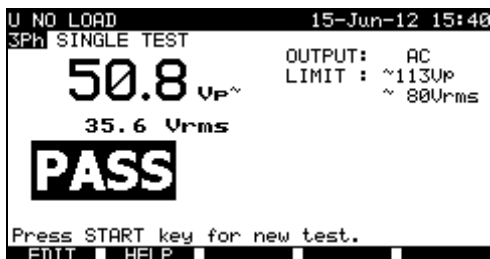 U NO LOAD 15-Jun-12 15:40
3Ph SINGLE TEST
OUTPUT: AC
50.8 Vp~
LIMIT : ~113Vp
~ 80Vrms
35.6 Vrms
PASS
Press START key for new test.
EDIT HELP